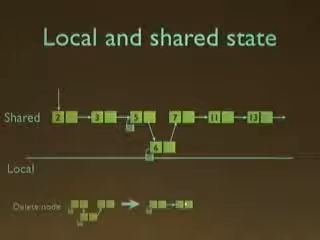 Local and shared state
Shared 2 3 5 7 11 13
6
Local
Delete node